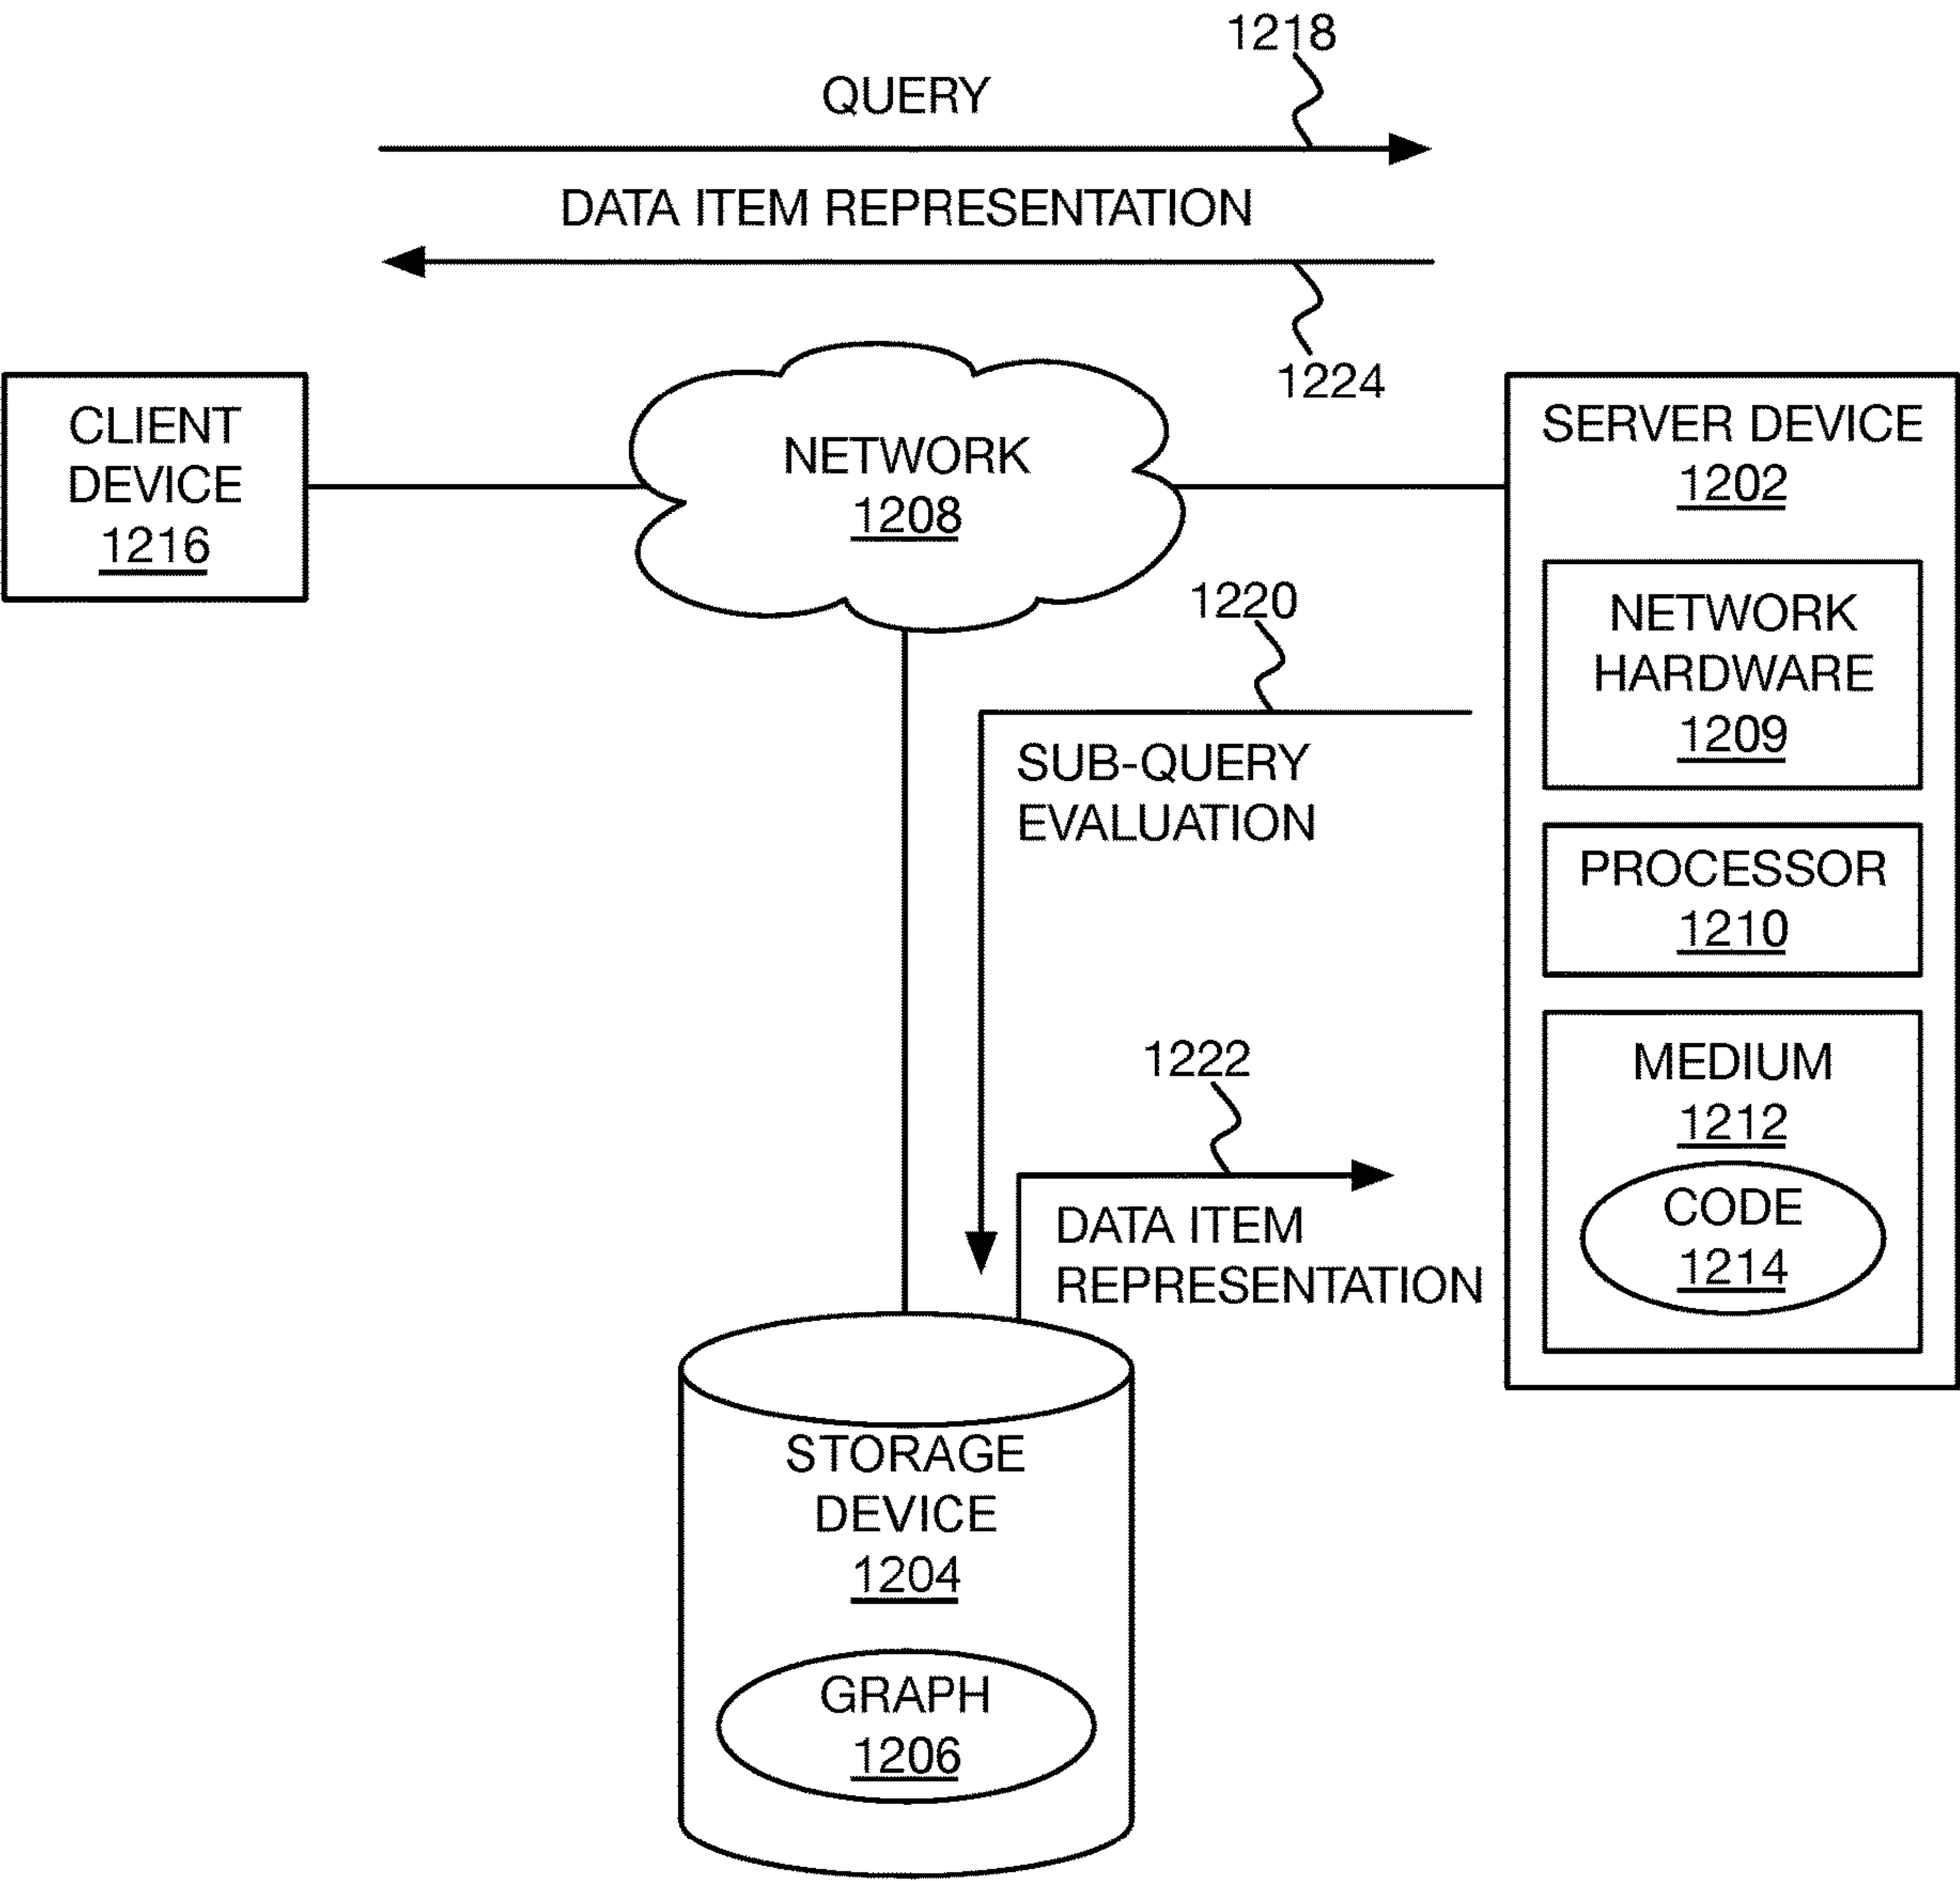 1218
QUERY
DATA ITEM REPRESENTATION
1224
CLIENT
DEVICE
1216
NETWORK
1208
SERVER DEVICE
1202
NETWORK
HARDWARE
1209
PROCESSOR
1210
MEDIUM
1212
CODE
1214
1220
SUB-QUERY
EVALUATION
1222
DATA ITEM
REPRESENTATION
STORAGE
DEVICE
1204
GRAPH
1206